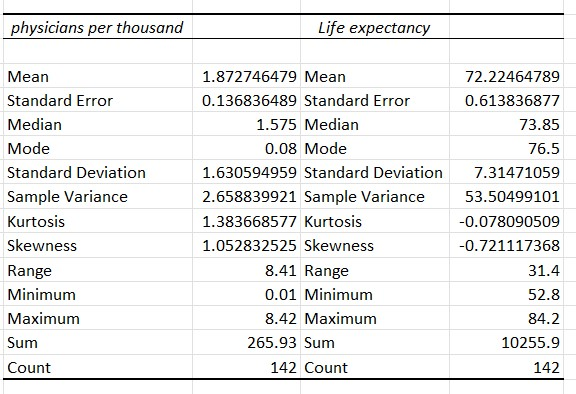 physicians per thousand Life expectancy
Mean 1.872746479 Mean 72.22464789
Standard Error 0.136836489 Standard Error 0.613836877
Median 1.575 Median 73.85
Mode 0.08 Mode 76.5
Standard Deviation 1.630594959 Standard Deviation 7.31471059
Sample Variance 2.658839921 Sample Variance 53.50499101
Kurtosis 1.383668577 Kurtosis -0.078090509
Skewness 1.052832525 Skewness -0.721117368
Range 8.41 Range 31.4
Minimum 0.01 Minimum 52.8
Maximum 8.42 Maximum 84.2
Sum 265.93 Sum 10255.9
Count 142 Count 142